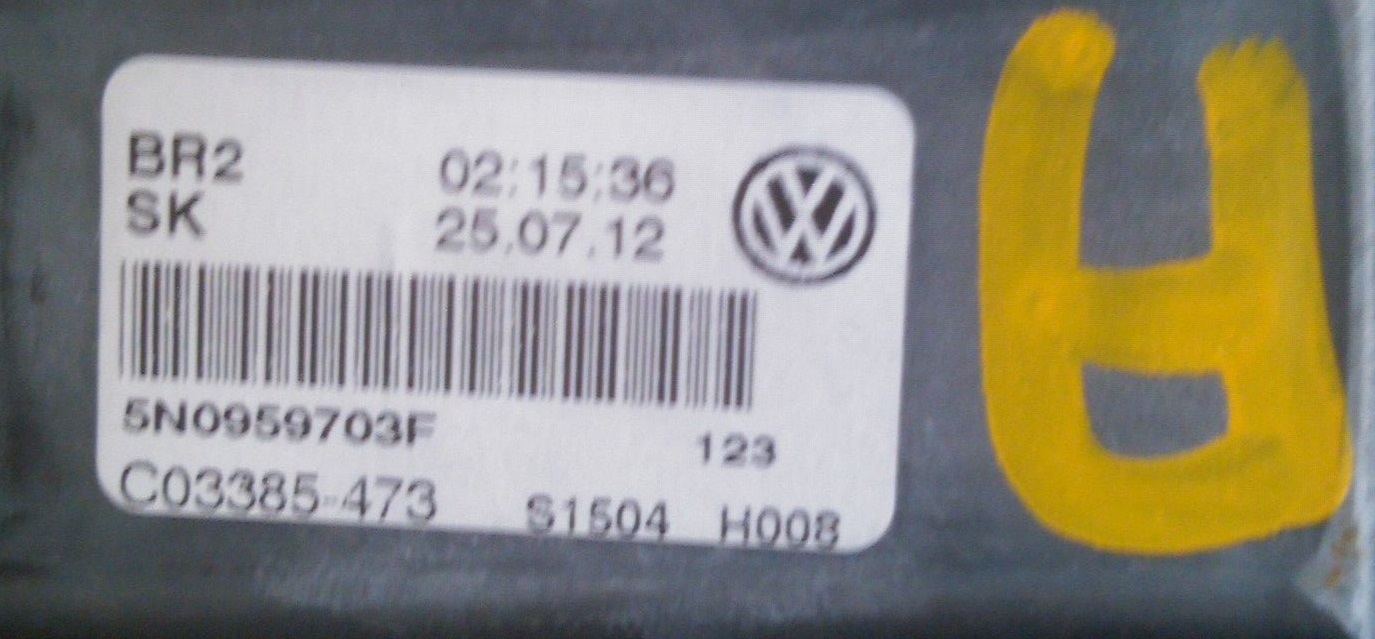 BR2 02:15:36
SK 25.07.12
5N0959703F 123
C03385-473 S1504 H008